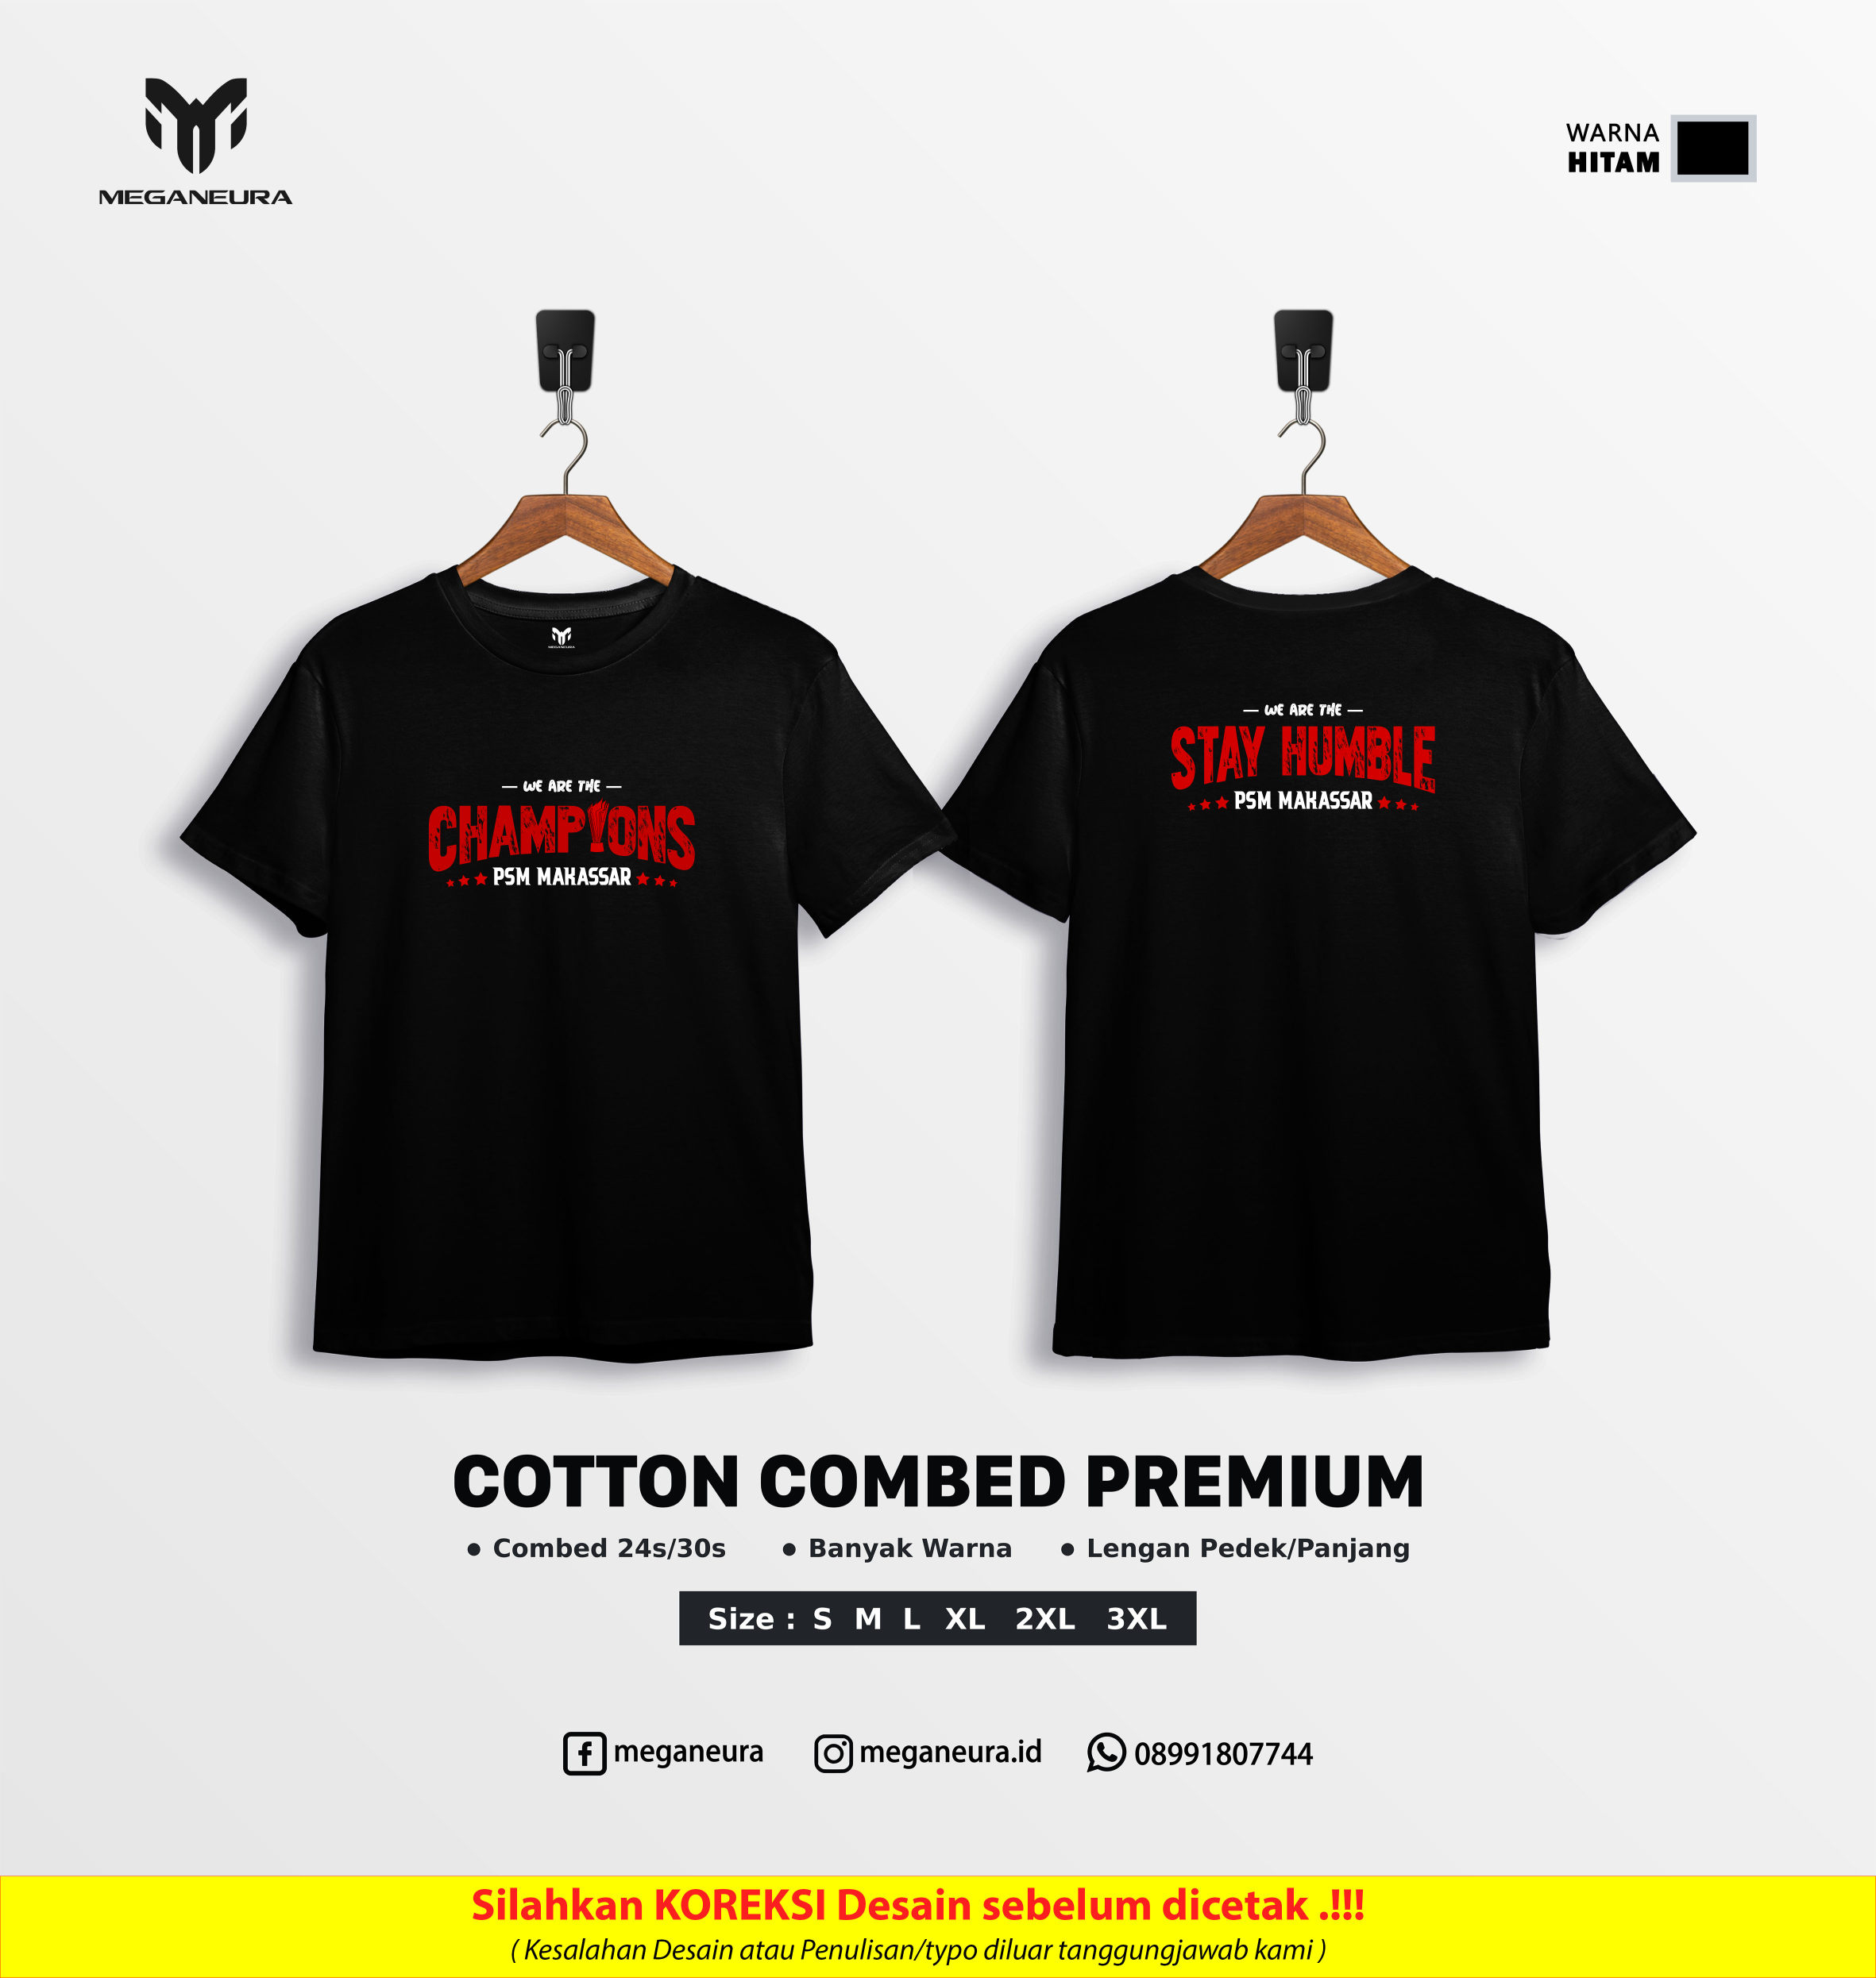 MEGANEURA
WARNA
HITAM
MEGANEURA
WE ARE THE
CHAMPIONS
PSM MAKASSAR
WE ARE THE
STAY HUMBLE
PSM MAKASSAR
COTTON COMBED PREMIUM
• Combed 24s/30s • Banyak Warna • Lengan Pedek/Panjang
Size : S M L XL 2XL 3XL
meganeura meganeura.id 08991807744
Silahkan KOREKSI Desain sebelum dicetak .!!!
( Kesalahan Desain atau Penulisan/typo diluar tanggungjawab kami )